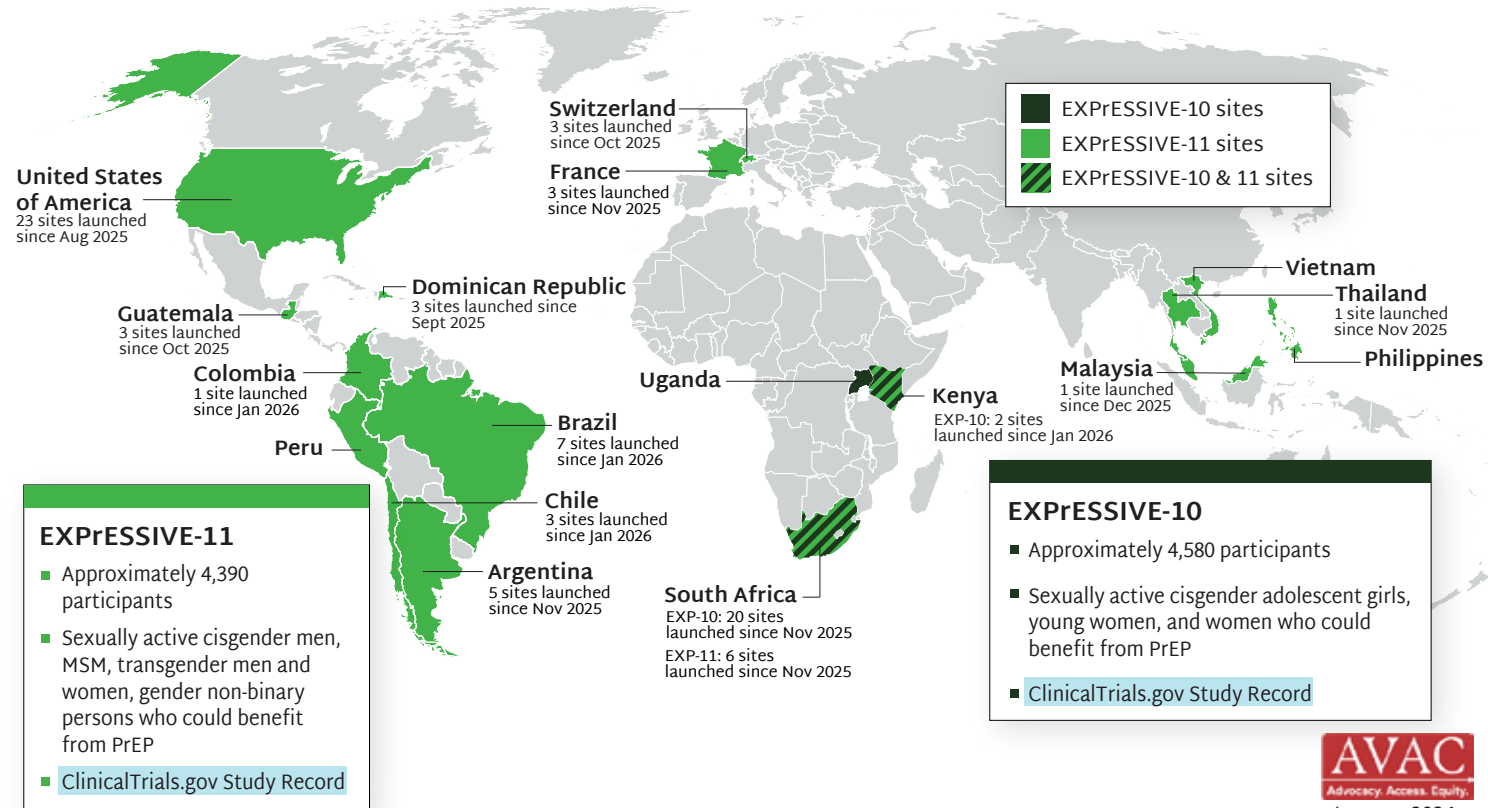 Switzerland
3 sites launched
since Oct 2025
France
3 sites launched
since Nov 2025
EXPrESSIVE-10 sites
EXPrESSIVE-11 sites
EXPrESSIVE-10 & 11 sites
United States
of America
23 sites launched
since Aug 2025
Dominican Republic
3 sites launched since
Sept 2025
Guatemala
3 sites launched
since Oct 2025
Colombia
1 site launched
since Jan 2026
Brazil
7 sites launched
since Jan 2026
Peru
Chile
3 sites launched
since Jan 2026
Argentina
5 sites launched
since Nov 2025
Uganda
Kenya
EXP-10: 2 sites
launched since Jan 2026
South Africa
EXP-10: 20 sites
launched since Nov 2025
EXP-11: 6 sites
launched since Nov 2025
Vietnam
Thailand
1 site launched
since Nov 2025
Philippines
Malaysia
1 site launched
since Dec 2025
EXPrESSIVE-11
Approximately 4,390
participants
Sexually active cisgender men,
MSM, transgender men and
women, gender non-binary
persons who could benefit
from PrEP
ClinicalTrials.gov Study Record
EXPrESSIVE-10
Approximately 4,580 participants
Sexually active cisgender adolescent girls,
young women, and women who could
benefit from PrEP
ClinicalTrials.gov Study Record
AVAC
Advocacy. Access. Equity.